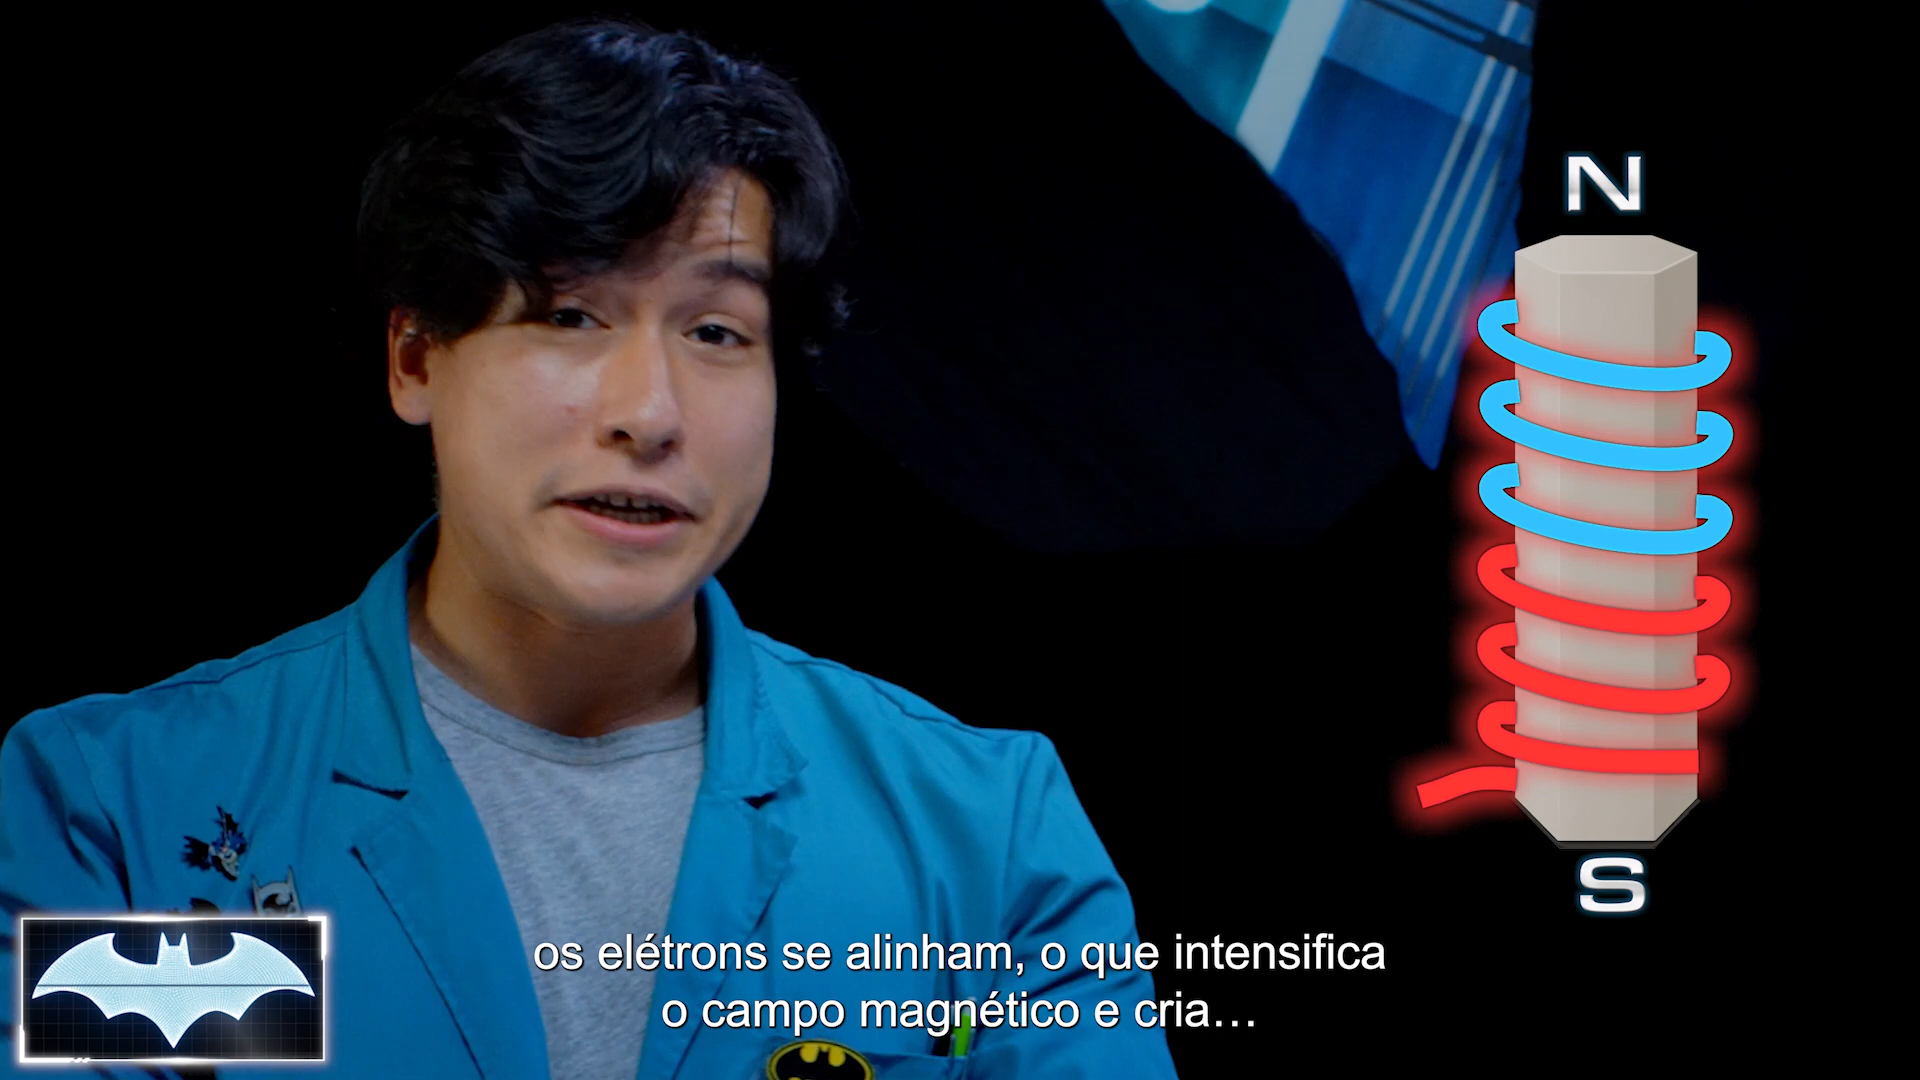 N
S
os elétrons se alinham, o que intensifica
o campo magnético e cria…